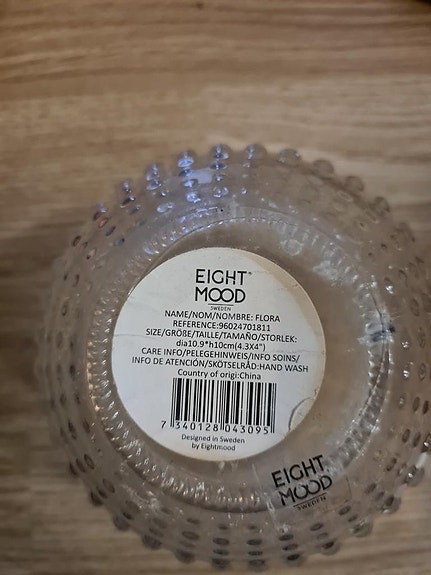 EIGHT
MOOD
SWEDEN
NAME/NOM/NOMBRE: FLORA
REFERENCE:96024701811
SIZE/GRÖßE/TAILLE/TAMAÑO/STORLEK:
dia10.9*h10cm(4.3X4")
CARE INFO/PELEGEHINWEIS/INFO SOINS/
INFO DE ATENCIÓN/SKÖTSELRÅD:HAND WASH
Country of origi:China
7 340128 043095
Designed in Sweden
by Eightmood
EIGHT
MOOD
SWEDEN